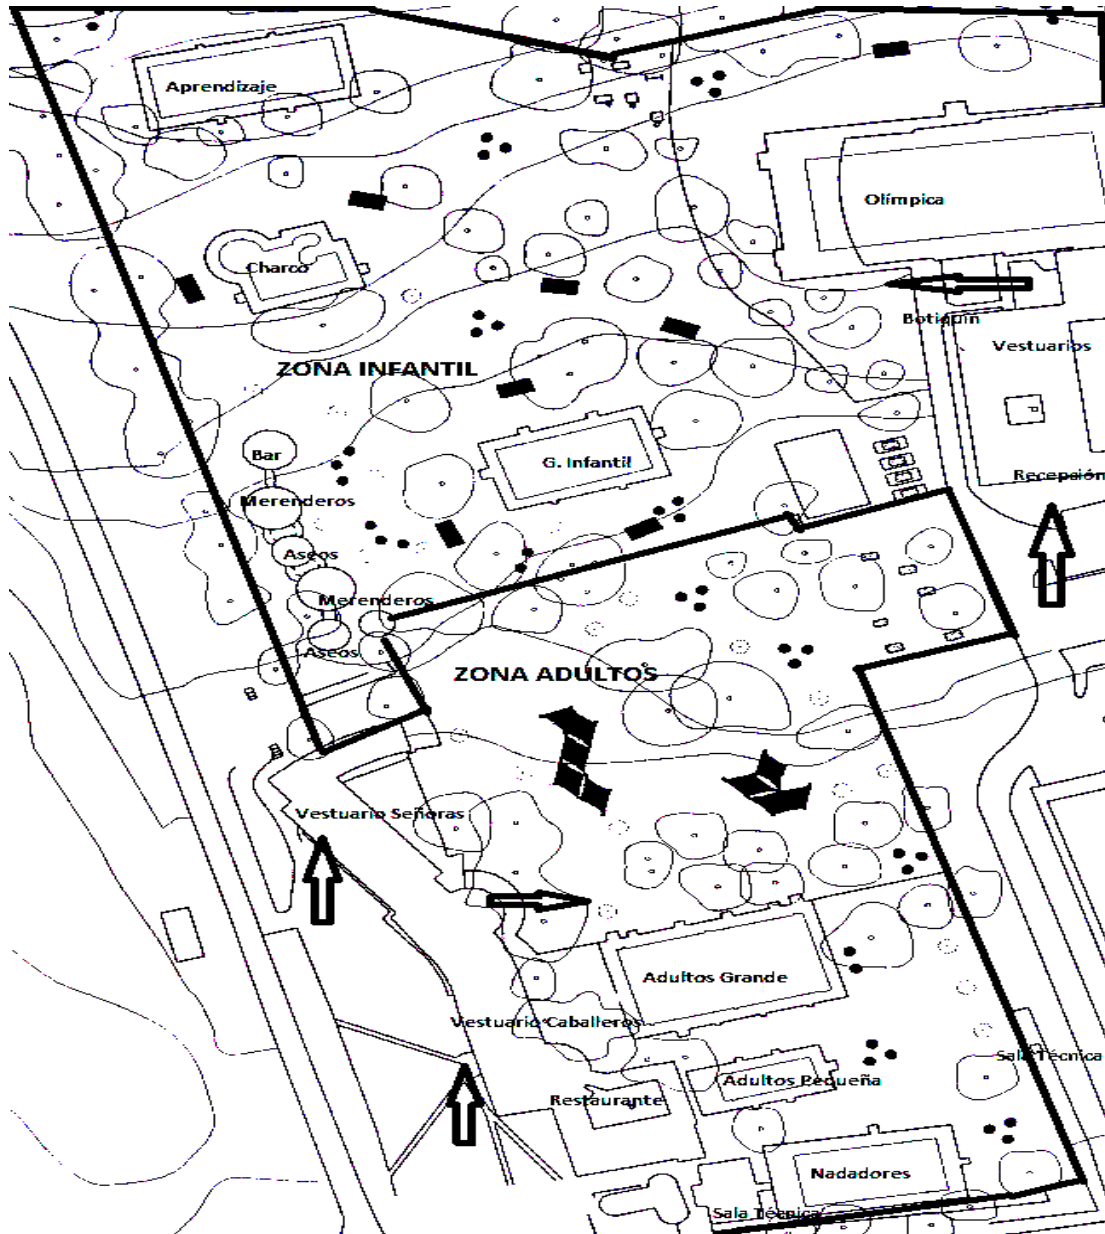 Aprendizaje
Olímpica
Charco
Botiquín
Vestuarios
ZONA INFANTIL
Bar
G. Infantil
Recepsión
Merenderos
Aseos
Merenderos
Aseos
ZONA ADULTOS
Vestuario Señoras
Adultos Grande
Vestuario Caballeros
Sala Técnica
Adultos Pequeña
Restaurante
Nadadores
Sala Técnica